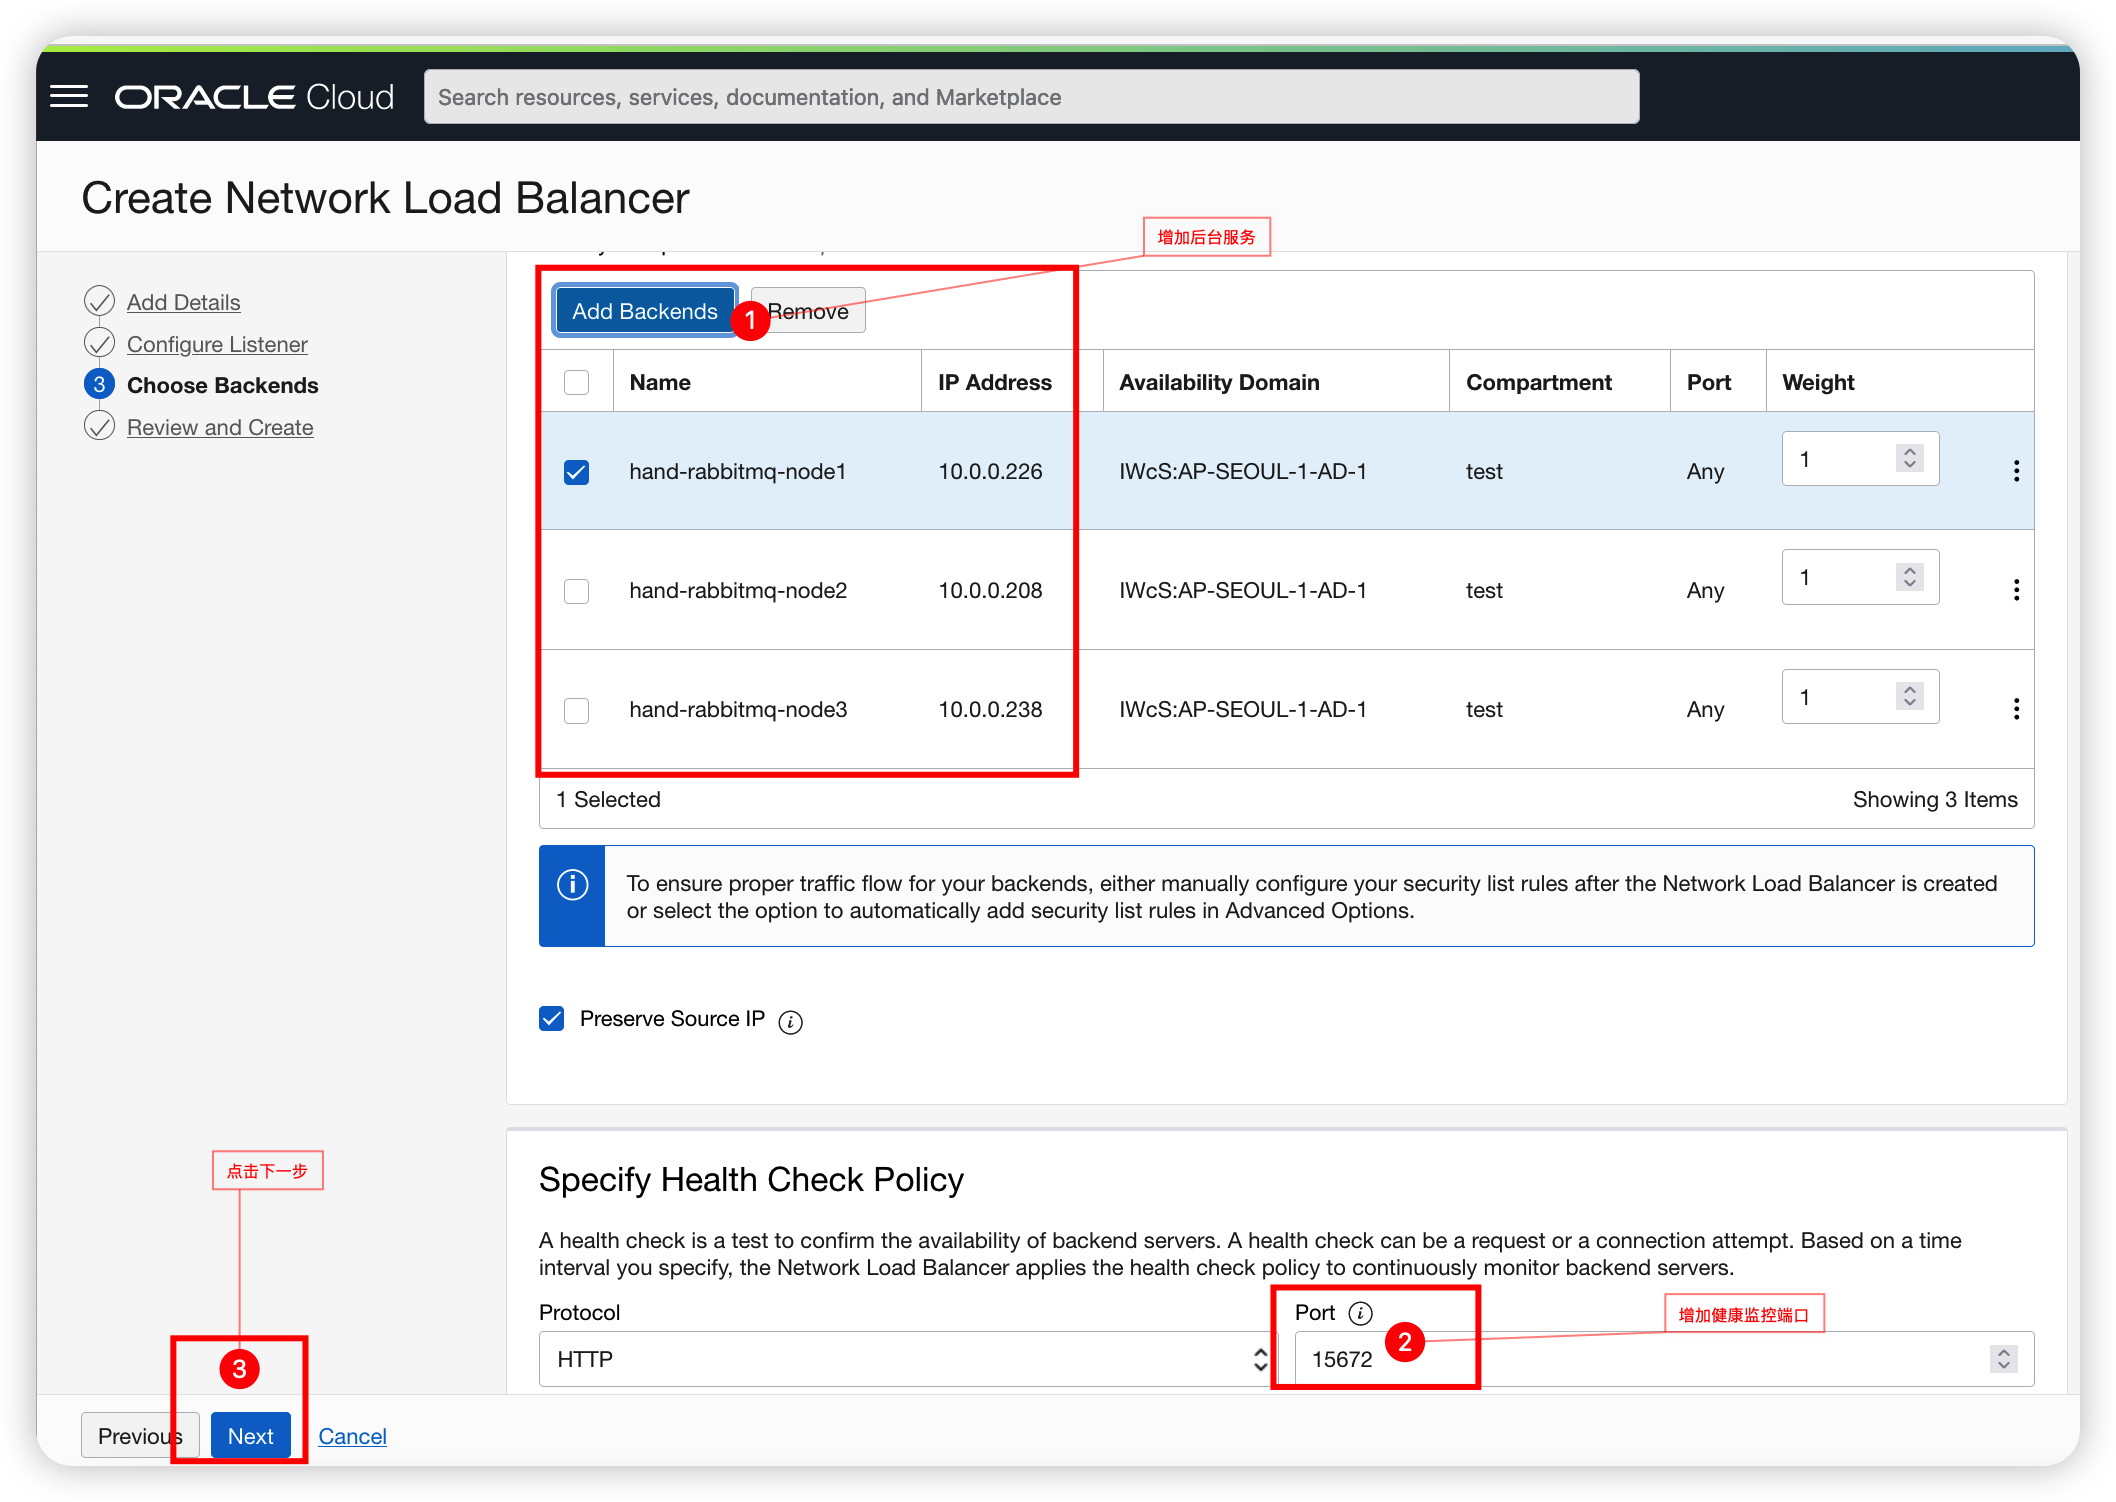 ORACLE Cloud
Search resources, services, documentation, and Marketplace
Create Network Load Balancer
增加后台服务
Add Details
Configure Listener
3 Choose Backends
Review and Create
Add Backends 1 Remove
Name IP Address Availability Domain Compartment Port Weight
hand-rabbitmq-node1 10.0.0.226 IWcS:AP-SEOUL-1-AD-1 test Any 1
hand-rabbitmq-node2 10.0.0.208 IWcS:AP-SEOUL-1-AD-1 test Any 1
hand-rabbitmq-node3 10.0.0.238 IWcS:AP-SEOUL-1-AD-1 test Any 1
1 Selected Showing 3 Items
To ensure proper traffic flow for your backends, either manually configure your security list rules after the Network Load Balancer is created
or select the option to automatically add security list rules in Advanced Options.
Preserve Source IP
点击下一步
Specify Health Check Policy
A health check is a test to confirm the availability of backend servers. A health check can be a request or a connection attempt. Based on a time
interval you specify, the Network Load Balancer applies the health check policy to continuously monitor backend servers.
Protocol Port
增加健康监控端口
HTTP 15672 2
3
Previous Next Cancel